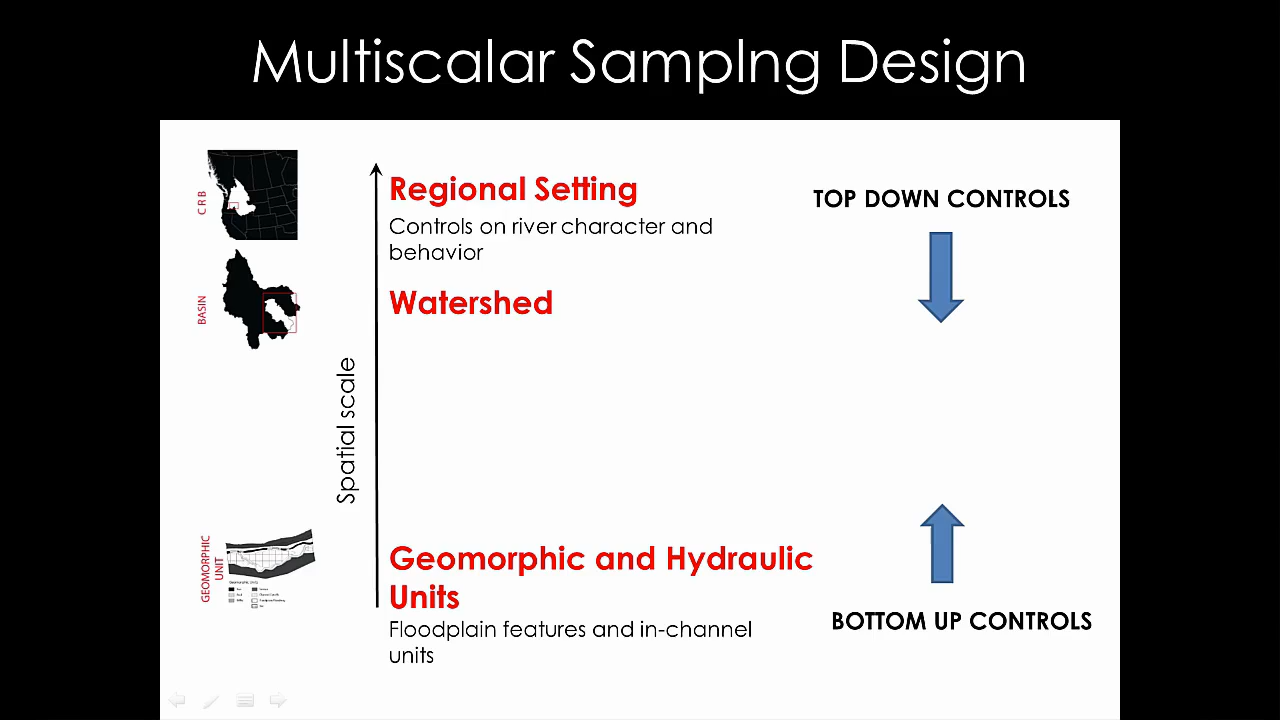 Multiscalar Samplng Design
CRB
Regional Setting
Controls on river character and
behavior
TOP DOWN CONTROLS
BASIN
Watershed
Spatial scale
GEOMORPHIC
UNIT
Geomorphic and Hydraulic
Units
Floodplain features and in-channel
units
BOTTOM UP CONTROLS